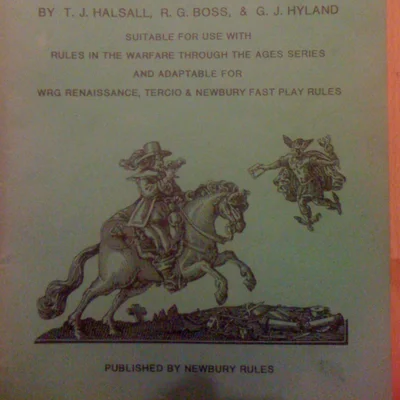 BY T. J. HALSALL, R. G. BOSS, & G. J. HYLAND
SUITABLE FOR USE WITH
RULES IN THE WARFARE THROUGH THE AGES SERIES
AND ADAPTABLE FOR
WRG RENAISSANCE, TERCIO & NEWBURY FAST PLAY RULES
PUBLISHED BY NEWBURY RULES